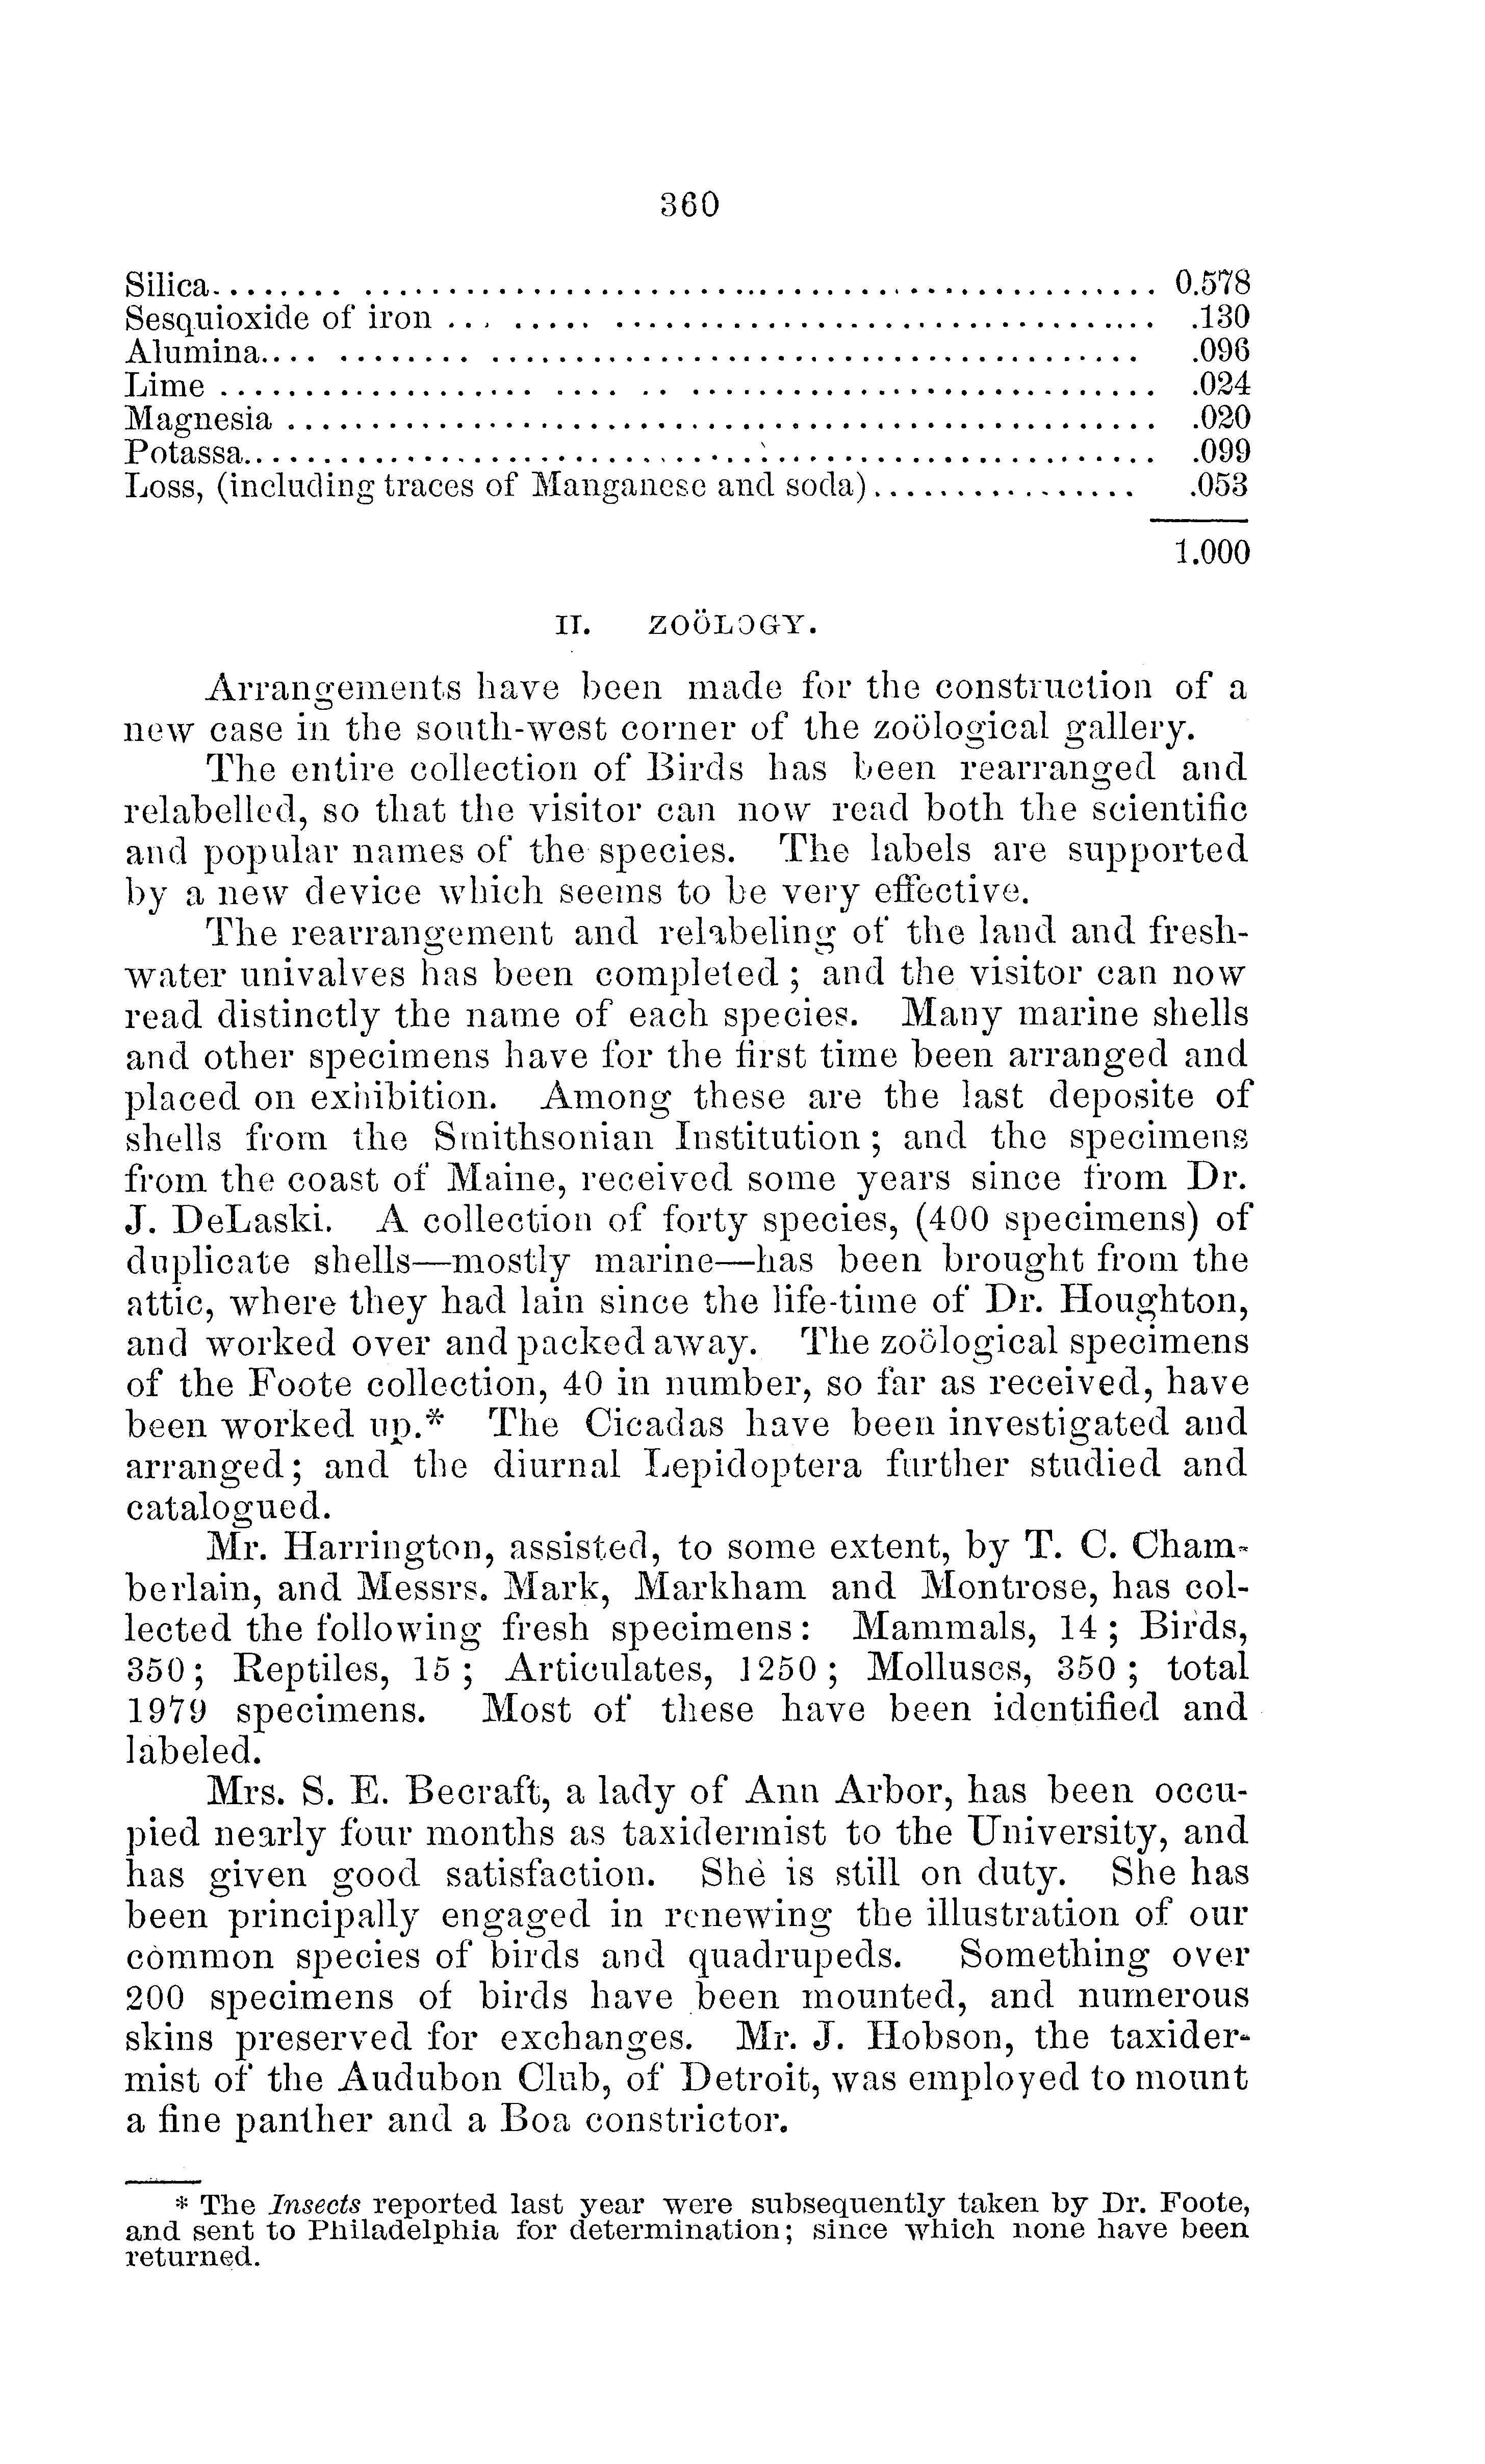 360
Silica........ ................................................ 0.578
Sesquioxide of iron ... ..... ................................. .130
Alumina.... ........ ....................................... .096
Lime ................... .... .. ............................. .024
Magnesia ..................................................... .020
Potassa....................................................... .099
Loss, (including traces of Manganese and soda)................ .053
1.000
II. ZOÖLOGY.
Arrangements have been made for the construction of a
new case in the south-west corner of the zoölogical gallery.
The entire collection of Birds has been rearranged and
relabelled, so that the visitor can now read both the scientific
and popular names of the species. The labels are supported
by a new device which seems to be very effective.
The rearrangement and relabeling of the land and fresh-
water univalves has been completed; and the visitor can now
read distinctly the name of each species. Many marine shells
and other specimens have for the first time been arranged and
placed on exhibition. Among these are the last deposite of
shells from the Smithsonian Institution; and the specimens
from the coast of Maine, received some years since from Dr.
J. DeLaski. A collection of forty species, (400 specimens) of
duplicate shells—mostly marine—has been brought from the
attic, where they had lain since the life-time of Dr. Houghton,
and worked over and packed away. The zoölogical specimens
of the Foote collection, 40 in number, so far as received, have
been worked up.* The Cicadas have been investigated and
arranged; and the diurnal Lepidoptera further studied and
catalogued.
Mr. Harrington, assisted, to some extent, by T. C. Cham-
berlain, and Messrs. Mark, Markham and Montrose, has col-
lected the following fresh specimens: Mammals, 14; Birds,
350; Reptiles, 15; Articulates, 1250; Molluscs, 350; total
1979 specimens. Most of these have been identified and
labeled.
Mrs. S. E. Becraft, a lady of Ann Arbor, has been occu-
pied nearly four months as taxidermist to the University, and
has given good satisfaction. She is still on duty. She has
been principally engaged in renewing the illustration of our
common species of birds and quadrupeds. Something over
200 specimens of birds have been mounted, and numerous
skins preserved for exchanges. Mr. J. Hobson, the taxider-
mist of the Audubon Club, of Detroit, was employed to mount
a fine panther and a Boa constrictor.
* The Insects reported last year were subsequently taken by Dr. Foote,
and sent to Philadelphia for determination; since which none have been
returned.